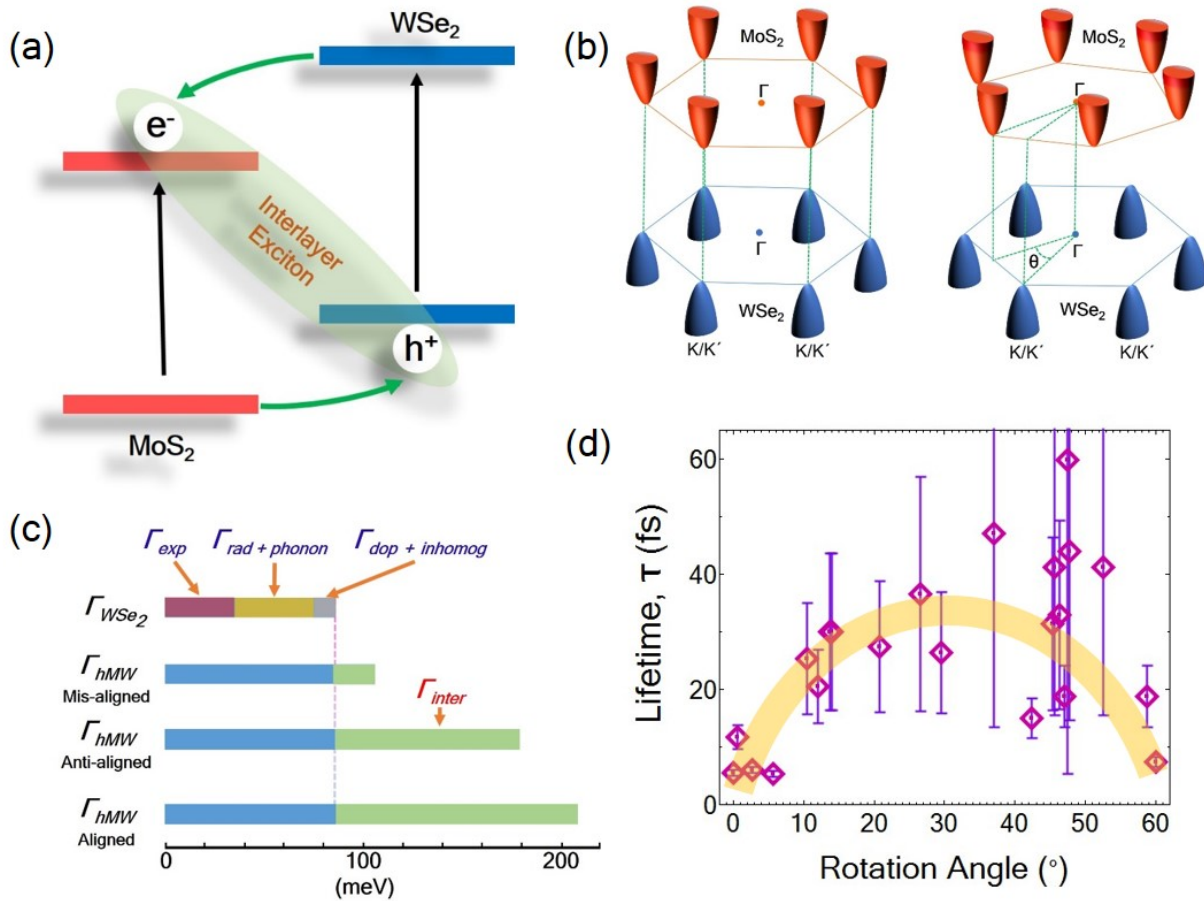 (a)
WSe₂
e⁻
Interlayer
Exciton
h⁺
MoS₂
(b)
MoS₂
Γ
Γ
WSe₂
K/K´ K/K´
MoS₂
Γ
Γ
θ
WSe₂
K/K´ K/K´
(c)
Γexp Γrad + phonon Γdop + inhomog
ΓWSe₂
ΓhMW
Mis-aligned
Γinter
ΓhMW
Anti-aligned
ΓhMW
Aligned
0 100 200
(meV)
(d)
Lifetime, τ (fs)
60
40
20
0
0 10 20 30 40 50 60
Rotation Angle (°)